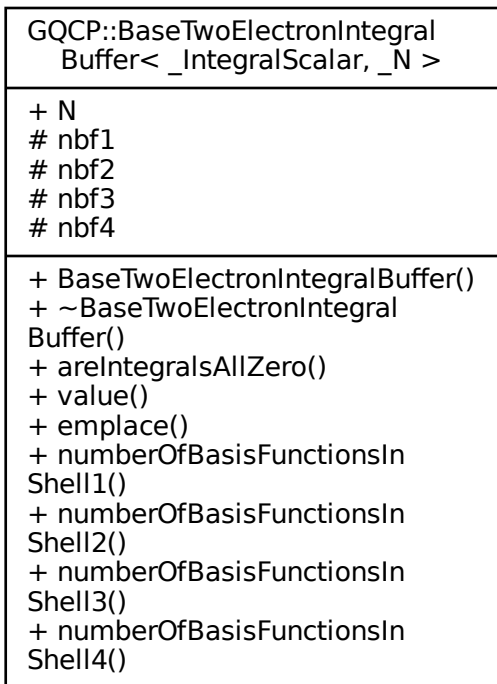 GQCP::BaseTwoElectronIntegral
Buffer< _IntegralScalar, _N >
+ N
# nbf1
# nbf2
# nbf3
# nbf4
+ BaseTwoElectronIntegralBuffer()
+ ~BaseTwoElectronIntegral
Buffer()
+ areIntegralsAllZero()
+ value()
+ emplace()
+ numberOfBasisFunctionsIn
Shell1()
+ numberOfBasisFunctionsIn
Shell2()
+ numberOfBasisFunctionsIn
Shell3()
+ numberOfBasisFunctionsIn
Shell4()